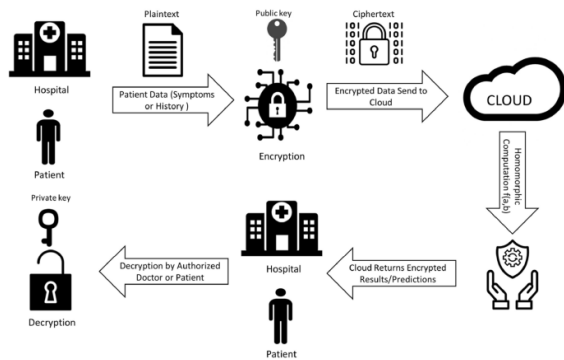 Plaintext
Public key
Ciphertext
Hospital
Patient Data (Symptoms
or History )
Encrypted Data Send to
Cloud
CLOUD
Encryption
Patient
Homomorphic
Computation f(a,b)
Private key
Decryption by Authorized
Doctor or Patient
Hospital
Cloud Returns Encrypted
Results/Predictions
Decryption
Patient